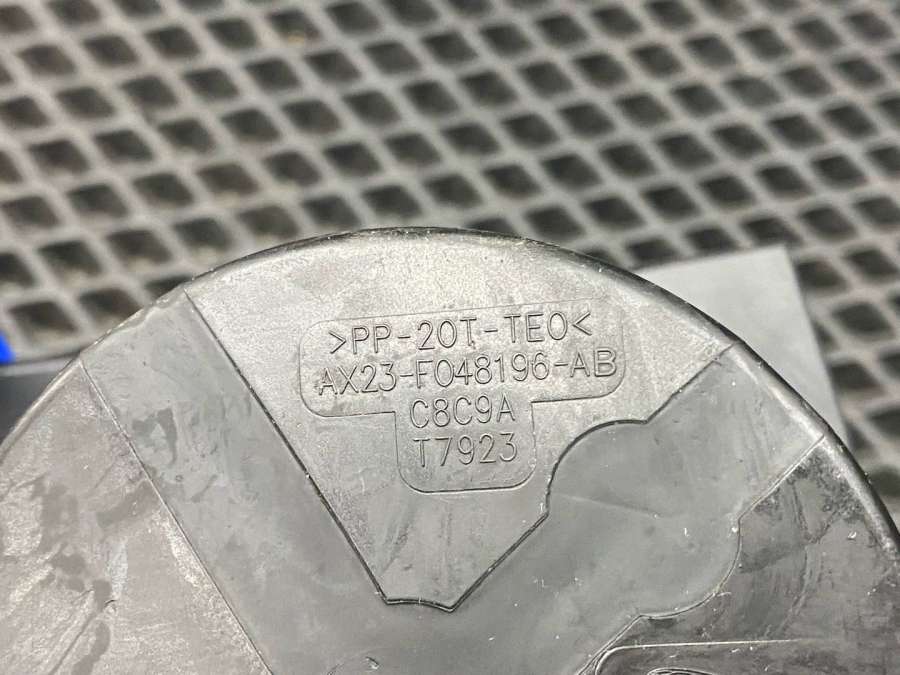 >PP-20T-TEO<
AX23-F048196-AB
C8C9A
T7923